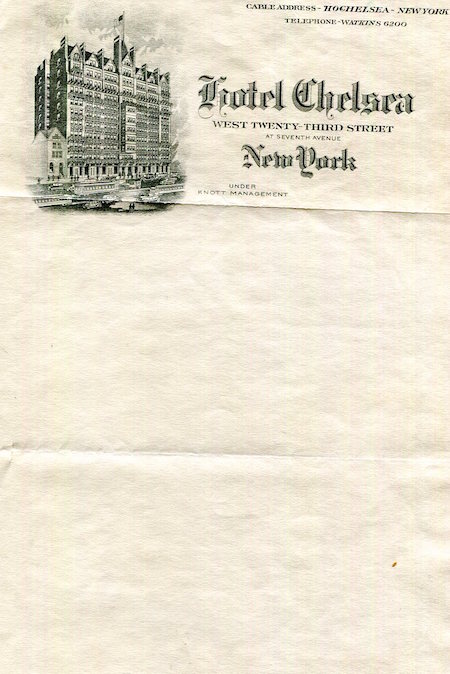 CABLE ADDRESS - HOCHELSEA - NEW YORK
TELEPHONE - WATKINS 6200
Hotel Chelsea
WEST TWENTY-THIRD STREET
AT SEVENTH AVENUE
New York
UNDER
KNOTT MANAGEMENT